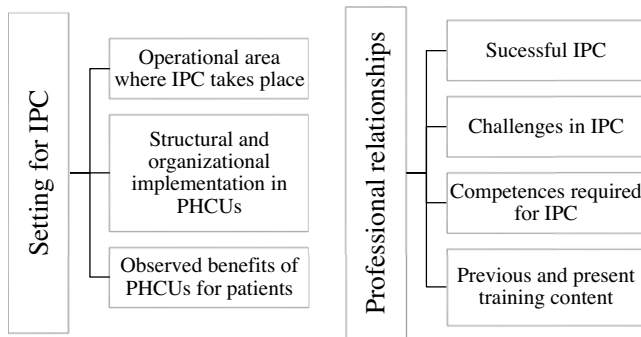 Setting for IPC
Operational area
where IPC takes place
Structural and
organizational
implementation in
PHCUs
Observed benefits of
PHCUs for patients
Professional relationships
Sucessful IPC
Challenges in IPC
Competences required
for IPC
Previous and present
training content